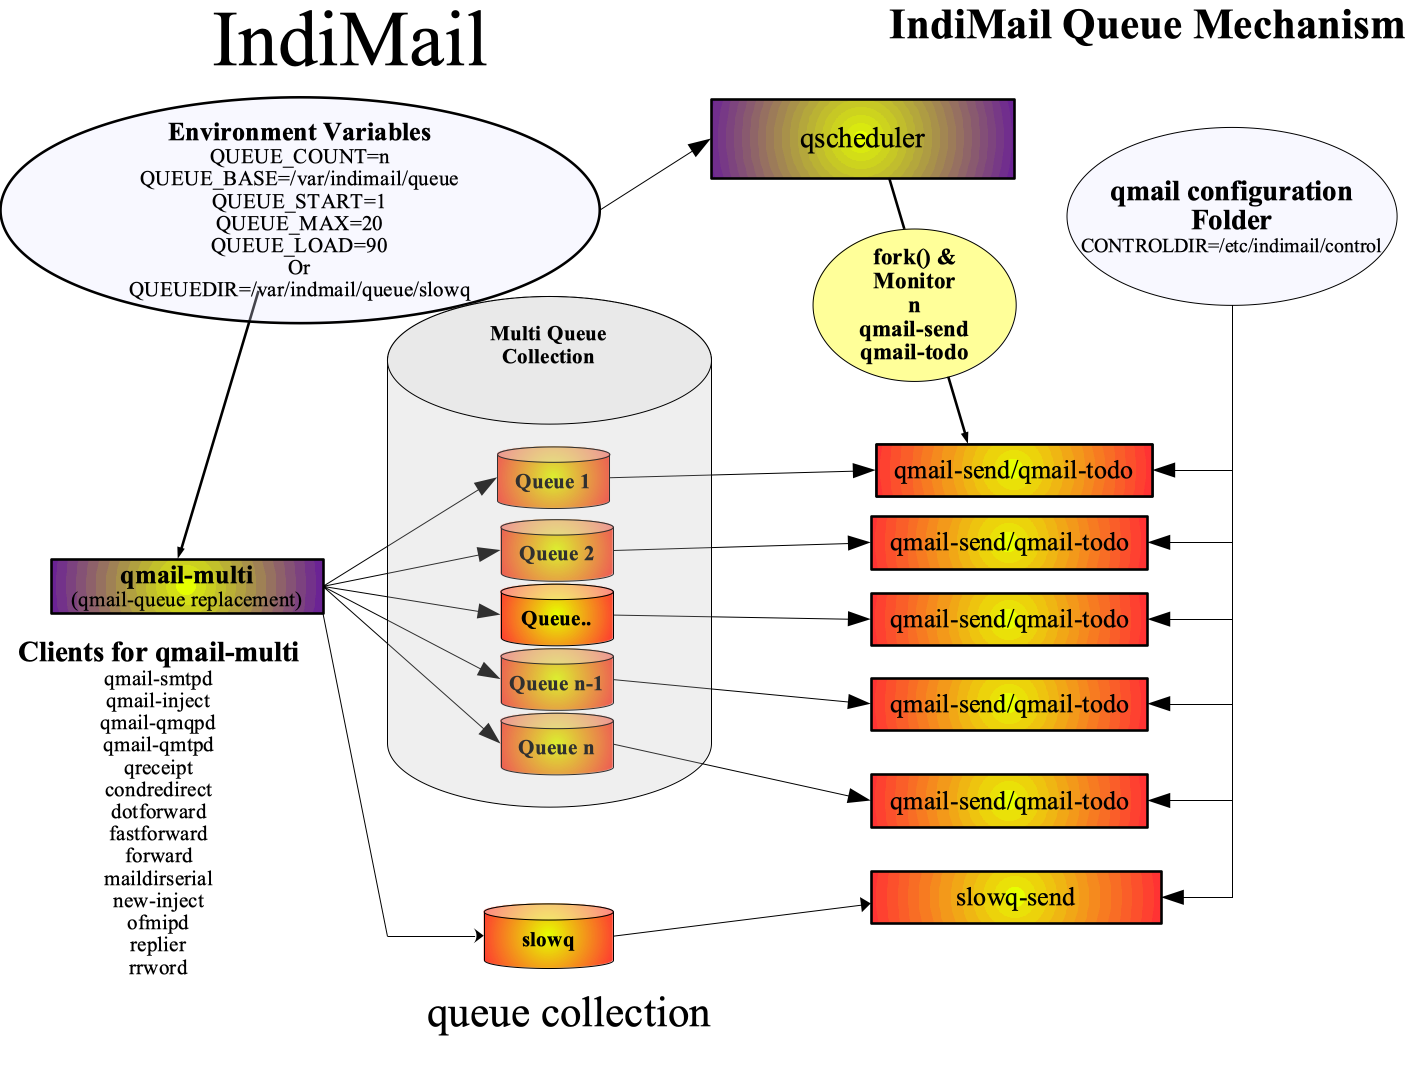 IndiMail
IndiMail Queue Mechanism
Environment Variables
QUEUE_COUNT=n
QUEUE_BASE=/var/indimail/queue
QUEUE_START=1
QUEUE_MAX=20
QUEUE_LOAD=90
Or
QUEUEDIR=/var/indmail/queue/slowq
qscheduler
qmail configuration
Folder
CONTROLDIR=/etc/indimail/control
fork() &
Monitor
n
qmail-send
qmail-todo
Multi Queue
Collection
Queue 1
Queue 2
Queue..
Queue n-1
Queue n
qmail-send/qmail-todo
qmail-send/qmail-todo
qmail-send/qmail-todo
qmail-send/qmail-todo
qmail-send/qmail-todo
slowq-send
qmail-multi
(qmail-queue replacement)
Clients for qmail-multi
qmail-smtpd
qmail-inject
qmail-qmqpd
qmail-qmtpd
qreceipt
condredirect
dotforward
fastforward
forward
maildirserial
new-inject
ofmipd
replier
rrword
slowq
queue collection